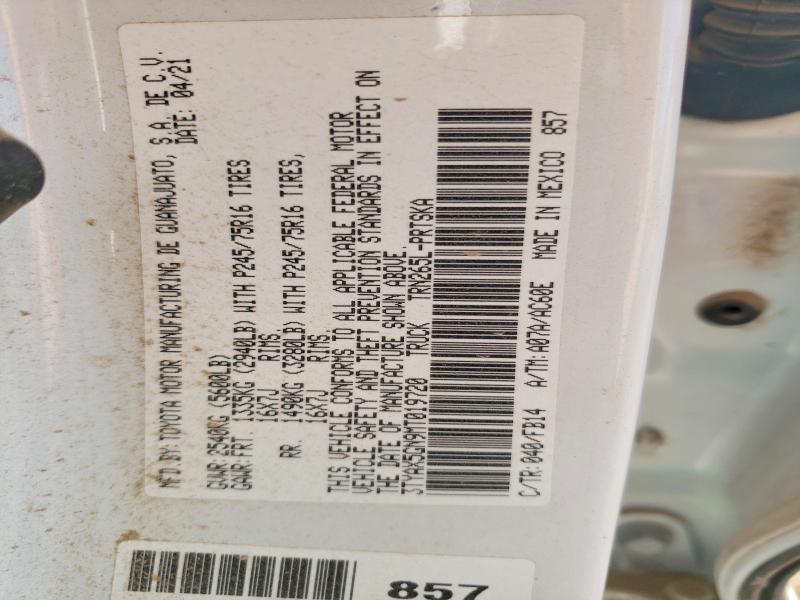 MFD. BY TOYOTA MOTOR MANUFACTURING DE GUANAJUATO, S.A. DE C.V.
DATE: 04/21
GVWR: 2540KG (5600LB)
GAWR: FRT. 1335KG (2940LB) WITH P245/75R16 TIRES
16X7J RIMS,
RR. 1490KG (3280LB) WITH P245/75R16 TIRES,
16X7J RIMS.
THIS VEHICLE CONFORMS TO ALL APPLICABLE FEDERAL MOTOR
VEHICLE SAFETY AND THEFT PREVENTION STANDARDS IN EFFECT ON
THE DATE OF MANUFACTURE SHOWN ABOVE.
3TYAX5GN9MT019720 TRUCK TRN265L-PRTSKA
C/TR: 040/FB14 A/TM: A07A/AC60E MADE IN MEXICO 857
857